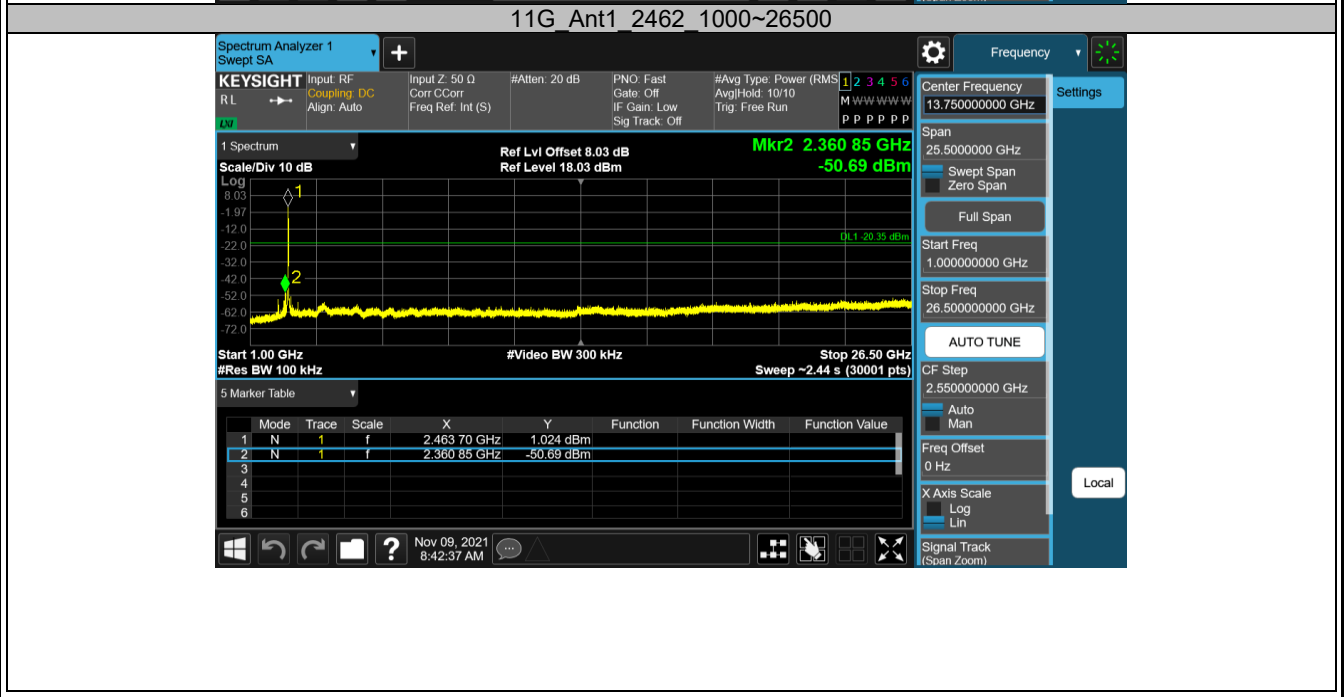 11G_Ant1_2462_1000~26500
Spectrum Analyzer 1
Swept SA
+
Frequency
KEYSIGHT
R L
LXI
Input: RF
Coupling: DC
Align: Auto
Input Z: 50 Ω
Corr CCorr
Freq Ref: Int (S)
#Atten: 20 dB
PNO: Fast
Gate: Off
IF Gain: Low
Sig Track: Off
#Avg Type: Power (RMS
Avg|Hold: 10/10
Trig: Free Run
1 2 3 4 5 6
M W W W W W
P P P P P P
Center Frequency
13.750000000 GHz
Settings
Span
25.5000000 GHz
Swept Span
Zero Span
Full Span
Start Freq
1.000000000 GHz
Stop Freq
26.500000000 GHz
AUTO TUNE
CF Step
2.550000000 GHz
Auto
Man
Freq Offset
0 Hz
X Axis Scale
Log
Lin
Signal Track
(Span Zoom)
Local
1 Spectrum
Scale/Div 10 dB
Ref Lvl Offset 8.03 dB
Ref Level 18.03 dBm
Mkr2 2.360 85 GHz
-50.69 dBm
Log
8.03
-1.97
-12.0
-22.0
-32.0
-42.0
-52.0
-62.0
-72.0
1
2
DL1 -20.35 dBm
Start 1.00 GHz
#Video BW 300 kHz
Stop 26.50 GHz
#Res BW 100 kHz
Sweep ~2.44 s (30001 pts)
5 Marker Table
Mode Trace Scale X Y Function Function Width Function Value
1 N 1 f 2.463 70 GHz 1.024 dBm
2 N 1 f 2.360 85 GHz -50.69 dBm
3
4
5
6
?
Nov 09, 2021
8:42:37 AM